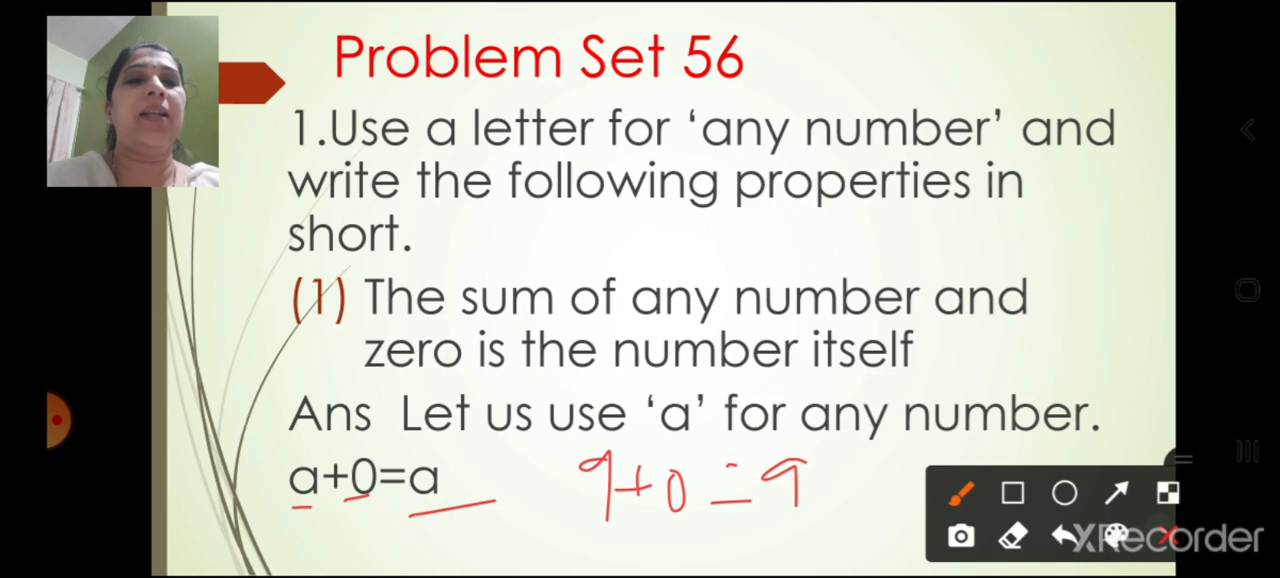 Problem Set 56
1.Use a letter for ‘any number’ and
write the following properties in
short.
(1) The sum of any number and
zero is the number itself
Ans Let us use ‘a’ for any number.
a+0=a 9+0=9
XRecorder